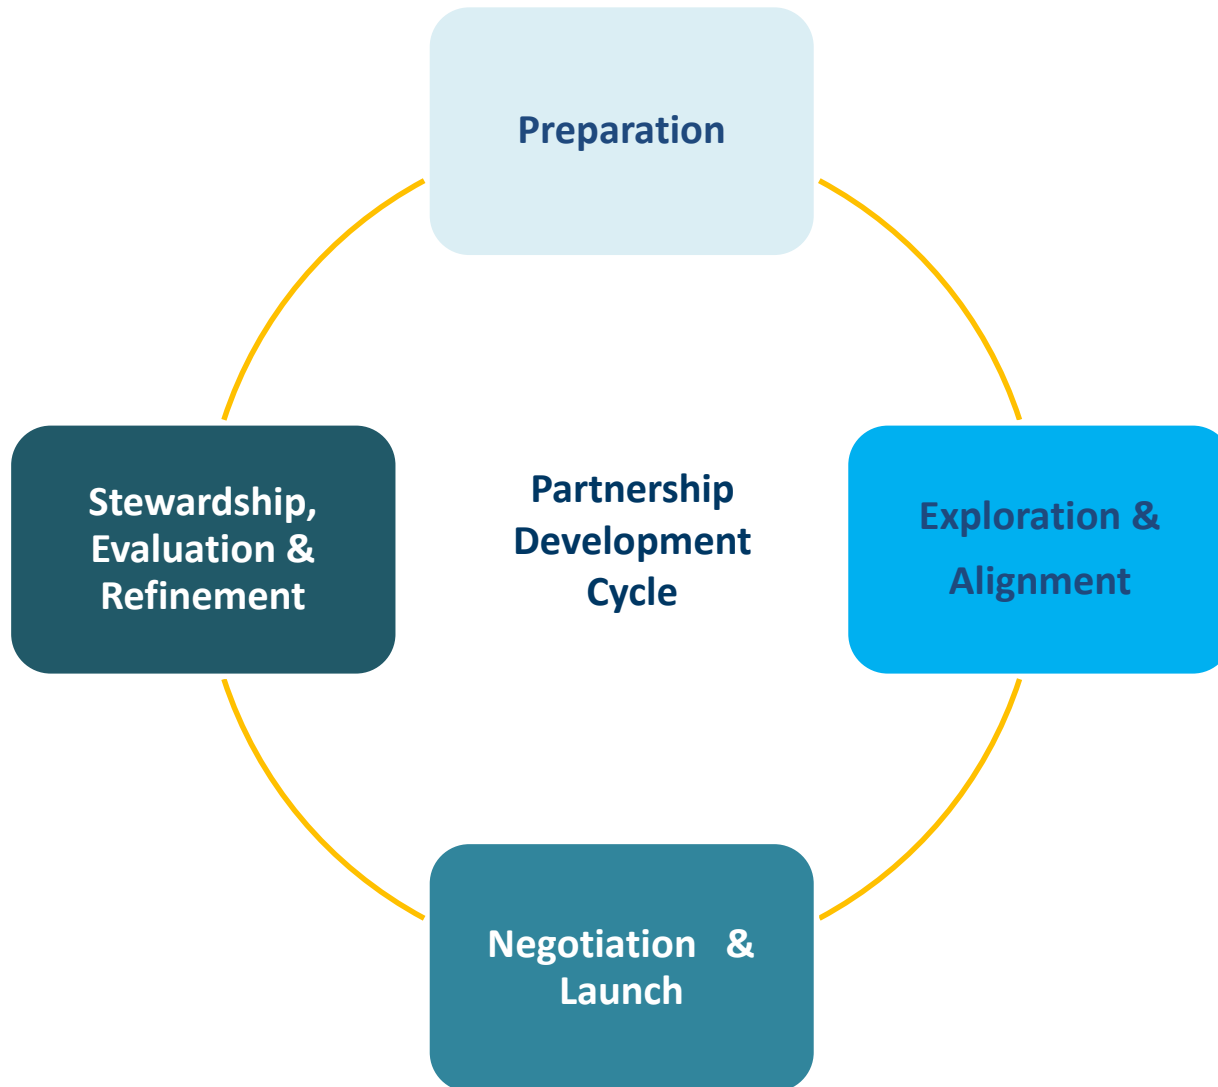 Preparation
Exploration &
Alignment
Negotiation & 
Launch
Stewardship,
Evaluation &
Refinement
Partnership
Development
Cycle